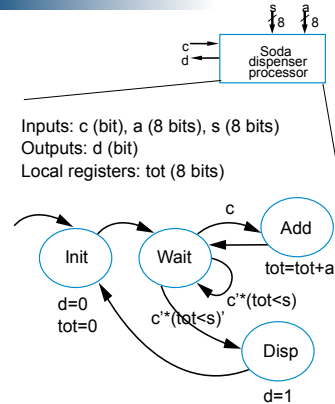 s a
8 8
c
d
Soda
dispenser
processor
Inputs: c (bit), a (8 bits), s (8 bits)
Outputs: d (bit)
Local registers: tot (8 bits)
c
Add
Init
Wait
tot=tot+a
d=0
tot=0
c'*(tot<s)
c'*(tot<s)'
Disp
d=1